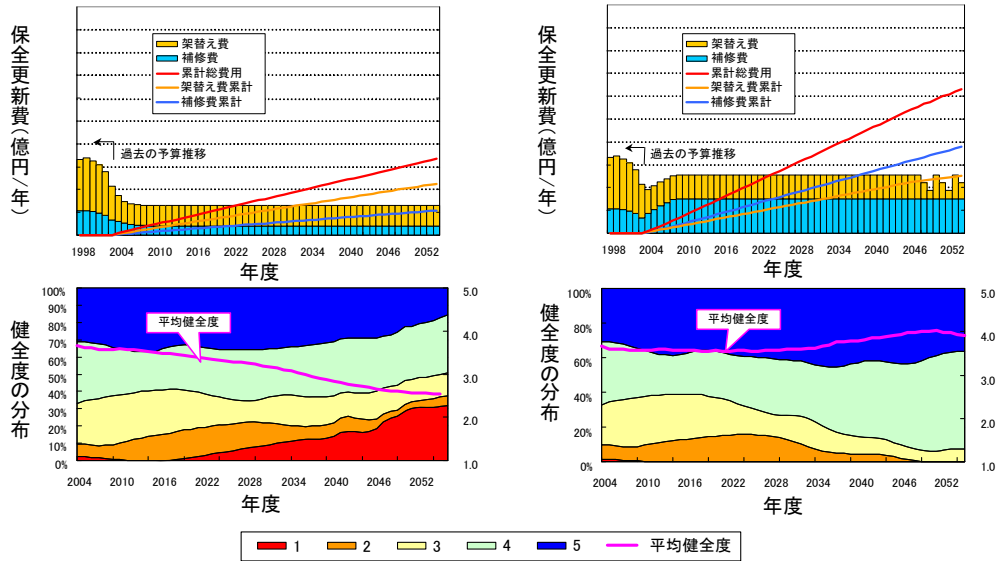 保全更新費(億円/年)
架替え費
補修費
累計総費用
架替え費累計
補修費累計
過去の予算推移
1998 2004 2010 2016 2022 2028 2034 2040 2046 2052
年度
保全更新費(億円/年)
架替え費
補修費
累計総費用
架替え費累計
補修費累計
過去の予算推移
1998 2004 2010 2016 2022 2028 2034 2040 2046 2052
年度
健全度の分布
100%
90%
80%
70%
60%
50%
40%
30%
20%
10%
0%
平均健全度
5.0
4.0
3.0
2.0
1.0
2004 2010 2016 2022 2028 2034 2040 2046 2052
年度
健全度の分布
100%
80%
60%
40%
20%
0%
平均健全度
5.0
4.0
3.0
2.0
1.0
2004 2010 2016 2022 2028 2034 2040 2046 2052
年度
1 2 3 4 5 平均健全度